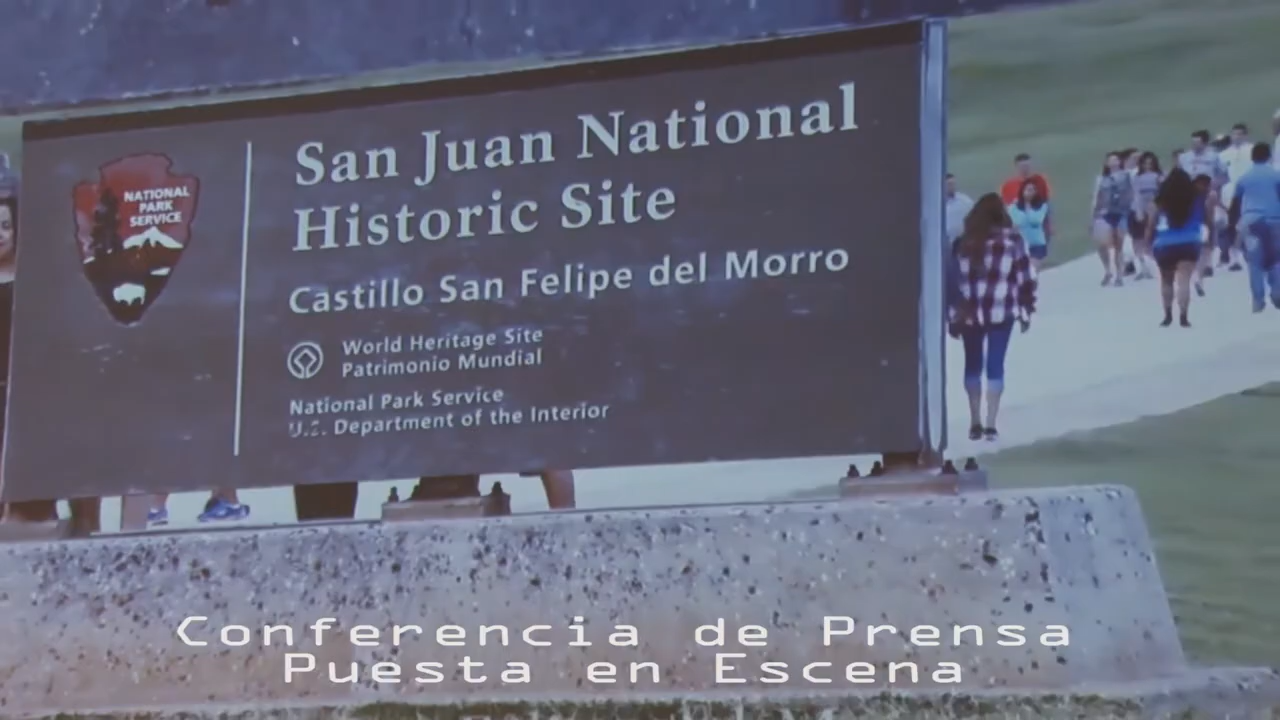 NATIONAL
PARK
SERVICE
San Juan National
Historic Site
Castillo San Felipe del Morro
World Heritage Site
Patrimonio Mundial
National Park Service
U.S. Department of the Interior
Conferencia de Prensa
Puesta en Escena